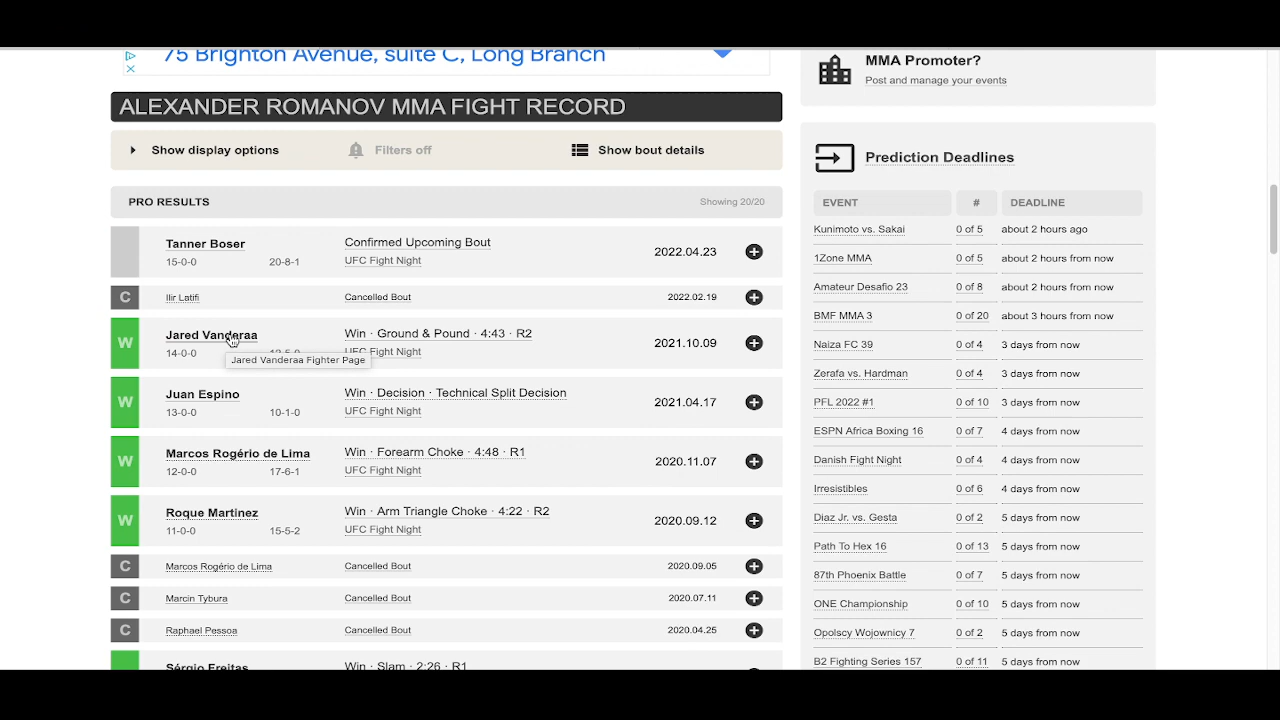 75 Brighton Avenue, suite C, Long Branch
ALEXANDER ROMANOV MMA FIGHT RECORD
Show display options
Filters off
Show bout details
PRO RESULTS
Showing 20/20
Tanner Boser
Confirmed Upcoming Bout
2022.04.23
15-0-0
20-8-1
UFC Fight Night
C
Ilir Latifi
Cancelled Bout
2022.02.19
W
Jared Vanderaa
Win · Ground & Pound · 4:43 · R2
2021.10.09
14-0-0
UFC Fight Night
Jared Vanderaa Fighter Page
W
Juan Espino
Win · Decision · Technical Split Decision
2021.04.17
13-0-0
10-1-0
UFC Fight Night
W
Marcos Rogério de Lima
Win · Forearm Choke · 4:48 · R1
2020.11.07
12-0-0
17-6-1
UFC Fight Night
W
Roque Martinez
Win · Arm Triangle Choke · 4:22 · R2
2020.09.12
11-0-0
15-5-2
UFC Fight Night
C
Marcos Rogério de Lima
Cancelled Bout
2020.09.05
C
Marcin Tybura
Cancelled Bout
2020.07.11
C
Raphael Pessoa
Cancelled Bout
2020.04.25
Sérgio Freitas
Win · Slam · 2:26 · R1
MMA Promoter?
Post and manage your events
Prediction Deadlines
EVENT # DEADLINE
Kunimoto vs. Sakai 0 of 5 about 2 hours ago
1Zone MMA 0 of 5 about 2 hours from now
Amateur Desafio 23 0 of 8 about 2 hours from now
BMF MMA 3 0 of 20 about 3 hours from now
Naiza FC 39 0 of 4 3 days from now
Zerafa vs. Hardman 0 of 4 3 days from now
PFL 2022 #1 0 of 10 3 days from now
ESPN Africa Boxing 16 0 of 7 4 days from now
Danish Fight Night 0 of 4 4 days from now
Irresistibles 0 of 6 4 days from now
Diaz Jr. vs. Gesta 0 of 2 5 days from now
Path To Hex 16 0 of 13 5 days from now
87th Phoenix Battle 0 of 7 5 days from now
ONE Championship 0 of 10 5 days from now
Opolscy Wojownicy 7 0 of 2 5 days from now
B2 Fighting Series 157 0 of 11 5 days from now